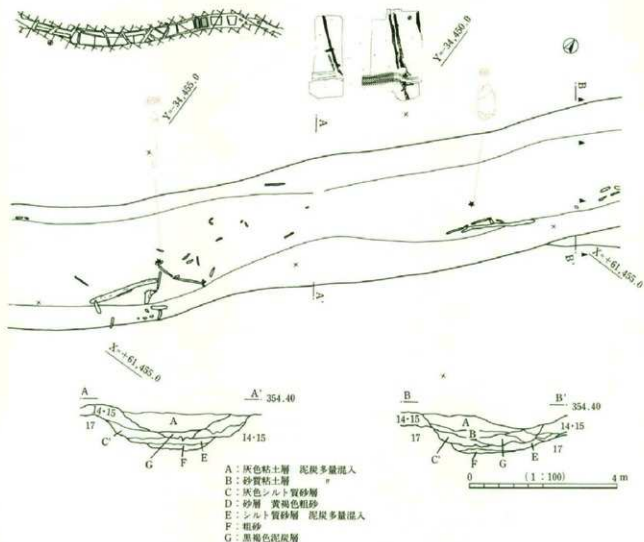 Y=-34,455.0
Y=-34,450.0
A
B
A'
B'
X=+61,455.0
X=+61,455.0
A
A'
354.40
14・15
17
A
C'
G
F
E
14・15
B
B'
354.40
14・15
17
A
B
C
G
F
E
14・15
17
0 (1:100) 4m
A：灰色粘土層 泥炭多量混入
B：砂質粘土層 〃
C：灰色シルト質砂層
D：砂層 黄褐色粗砂
E：シルト質砂層 泥炭多量混入
F：粗砂
G：黒褐色泥炭層